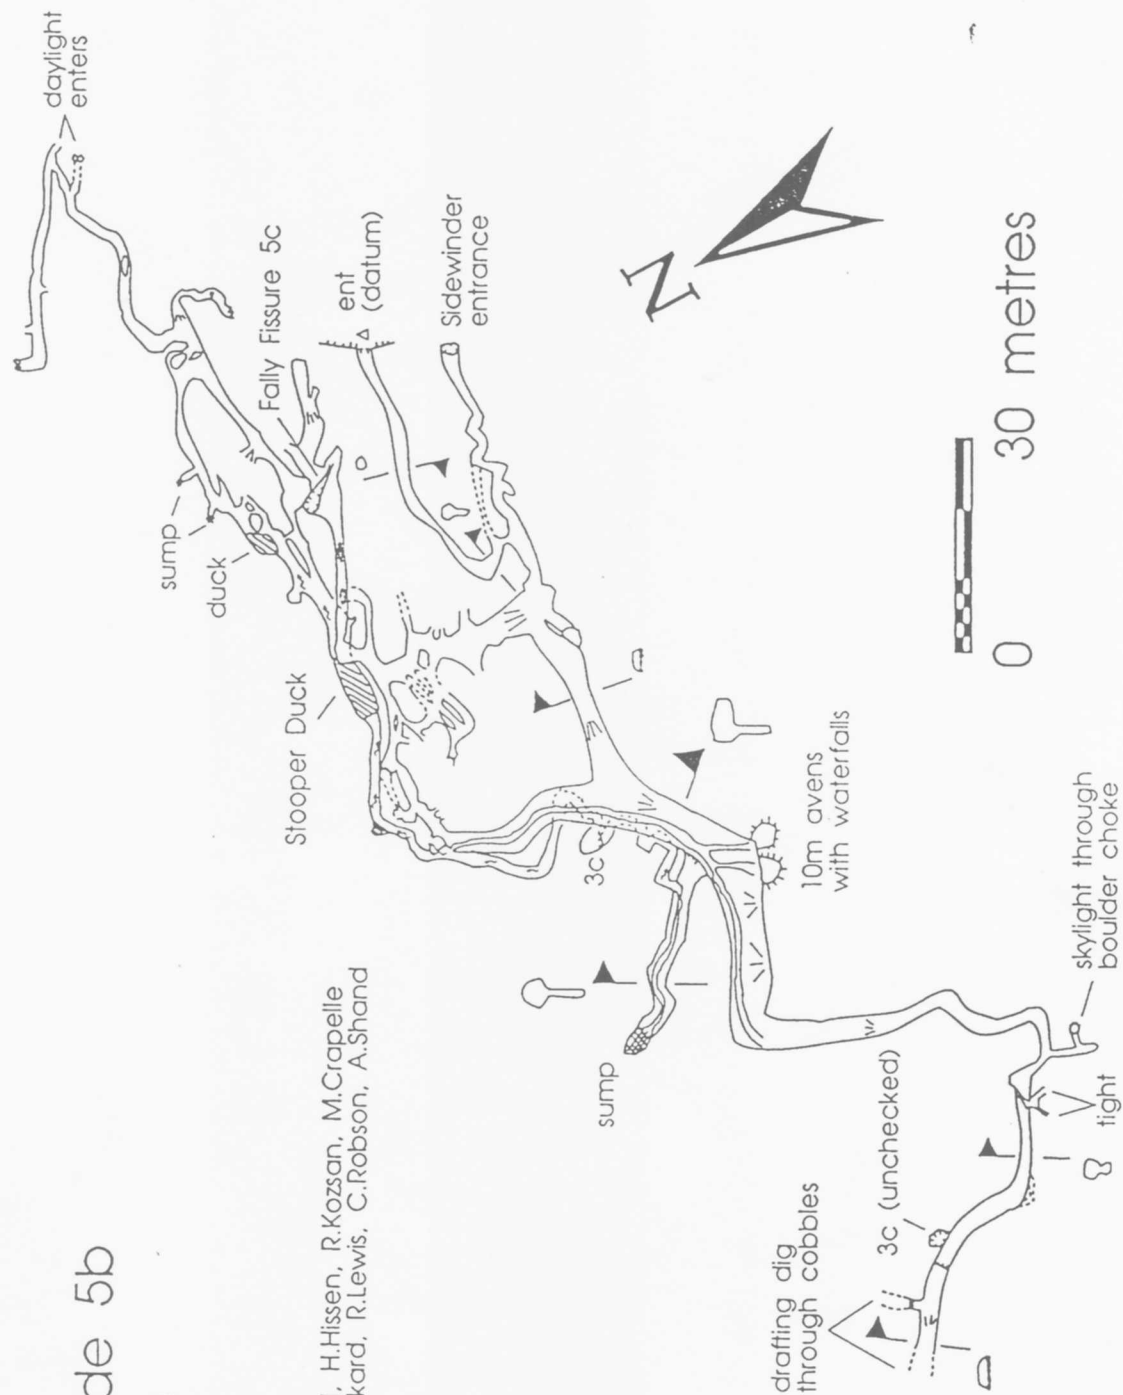 de 5b
, H.Hissen, R.Kozsan, M.Crapelle
kard, R.Lewis, C.Robson, A.Shand
daylight
enters
Fally Fissure 5c
ent
(datum)
Sidewinder
entrance
sump
duck
Stooper Duck
3c
10m avens
with waterfalls
sump
skylight through
boulder choke
tight
3c (unchecked)
drafting dig
through cobbles
N
0 30 metres